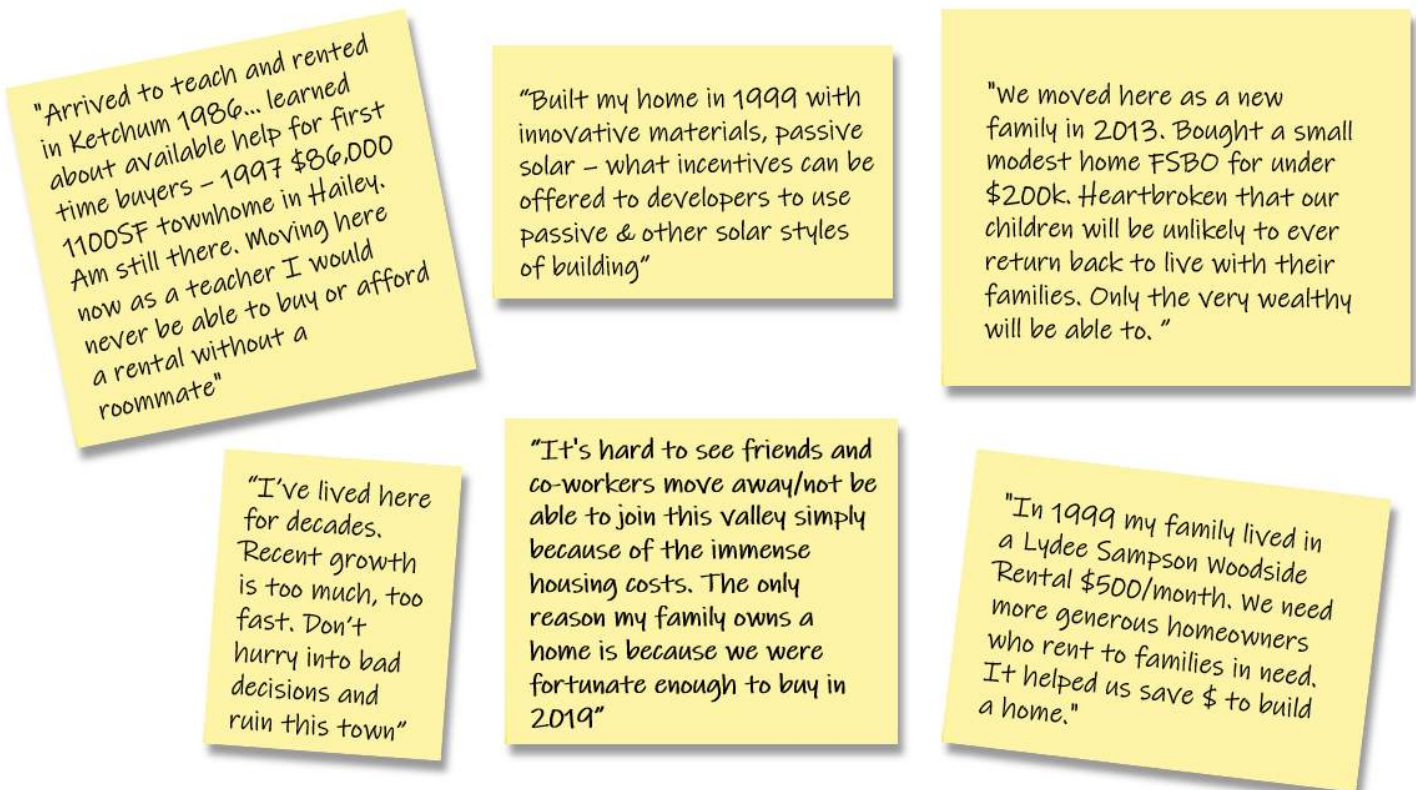 "Arrived to teach and rented
in Ketchum 1986... learned
about available help for first
time buyers – 1997 $86,000
1100SF townhome in Hailey.
Am still there. Moving here
now as a teacher I would
never be able to buy or afford
a rental without a
roommate"
“Built my home in 1999 with
innovative materials, passive
solar – what incentives can be
offered to developers to use
passive & other solar styles
of building”
"We moved here as a new
family in 2013. Bought a small
modest home FSBO for under
$200k. Heartbroken that our
children will be unlikely to ever
return back to live with their
families. Only the very wealthy
will be able to. ”
“I’ve lived here
for decades.
Recent growth
is too much, too
fast. Don’t
hurry into bad
decisions and
ruin this town”
“It's hard to see friends and
co-workers move away/not be
able to join this valley simply
because of the immense
housing costs. The only
reason my family owns a
home is because we were
fortunate enough to buy in
2019”
"In 1999 my family lived in
a Lydee Sampson Woodside
Rental $500/month. We need
more generous homeowners
who rent to families in need.
It helped us save $ to build
a home."